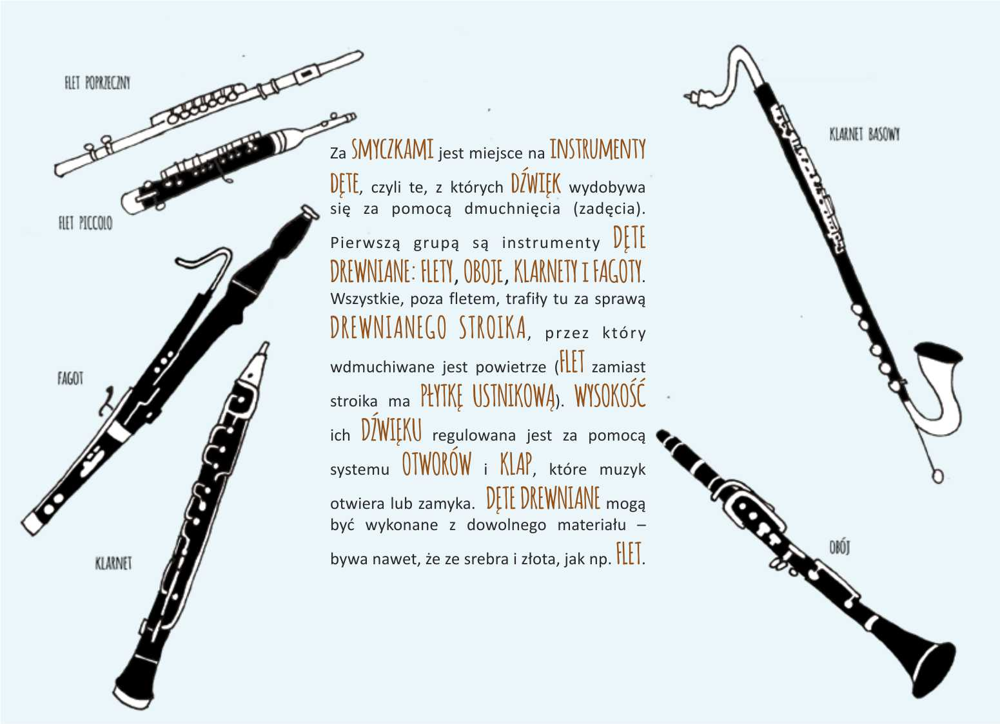 FLET POPRZECZNY
FLET PICCOLO
FAGOT
KLARNET
Za SMYCZKAMI jest miejsce na INSTRUMENTY
DĘTE, czyli te, z których DŹWIĘK wydobywa
się za pomocą dmuchnięcia (zadęcia).
Pierwszą grupą są instrumenty DĘTE
DREWNIANE: FLETY, OBOJE, KLARNETY I FAGOTY.
Wszystkie, poza fletem, trafiły tu za sprawą
DREWNIANEGO STROIKA, przez który
wdmuchiwane jest powietrze (FLET zamiast
stroika ma PŁYTKĘ USTNIKOWĄ). WYSOKOŚĆ
ich DŹWIĘKU regulowana jest za pomocą
systemu OTWORÓW i KLAP, które muzyk
otwiera lub zamyka. DĘTE DREWNIANE mogą
być wykonane z dowolnego materiału –
bywa nawet, że ze srebra i złota, jak np. FLET.
KLARNET BASOWY
OBÓJ